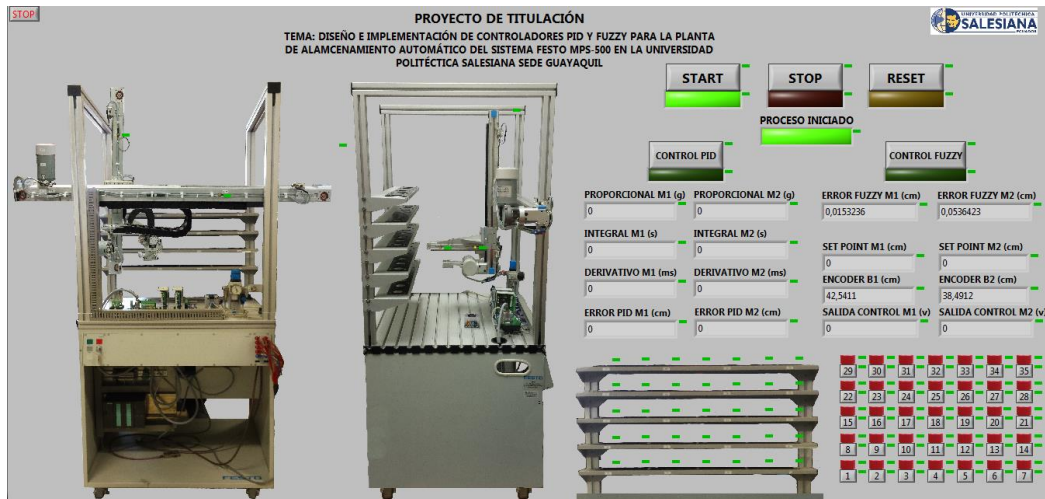 STOP
PROYECTO DE TITULACIÓN
TEMA: DISEÑO E IMPLEMENTACIÓN DE CONTROLADORES PID Y FUZZY PARA LA PLANTA
DE ALAMCENAMIENTO AUTOMÁTICO DEL SISTEMA FESTO MPS-500 EN LA UNIVERSIDAD
POLITÉCTICA SALESIANA SEDE GUAYAQUIL
UNIVERSIDAD POLITÉCNICA
SALESIANA
ECUADOR
START STOP RESET
PROCESO INICIADO
CONTROL PID CONTROL FUZZY
PROPORCIONAL M1 (g) PROPORCIONAL M2 (g) ERROR FUZZY M1 (cm) ERROR FUZZY M2 (cm)
0 0 0,0153236 0,0536423
INTEGRAL M1 (s) INTEGRAL M2 (s) SET POINT M1 (cm) SET POINT M2 (cm)
0 0 0 0
DERIVATIVO M1 (ms) DERIVATIVO M2 (ms) ENCODER B1 (cm) ENCODER B2 (cm)
0 0 42,5411 38,4912
ERROR PID M1 (cm) ERROR PID M2 (cm) SALIDA CONTROL M1 (v) SALIDA CONTROL M2 (v
0 0 0 0
29 30 31 32 33 34 35
22 23 24 25 26 27 28
15 16 17 18 19 20 21
8 9 10 11 12 13 14
1 2 3 4 5 6 7
FESTO
FESTO